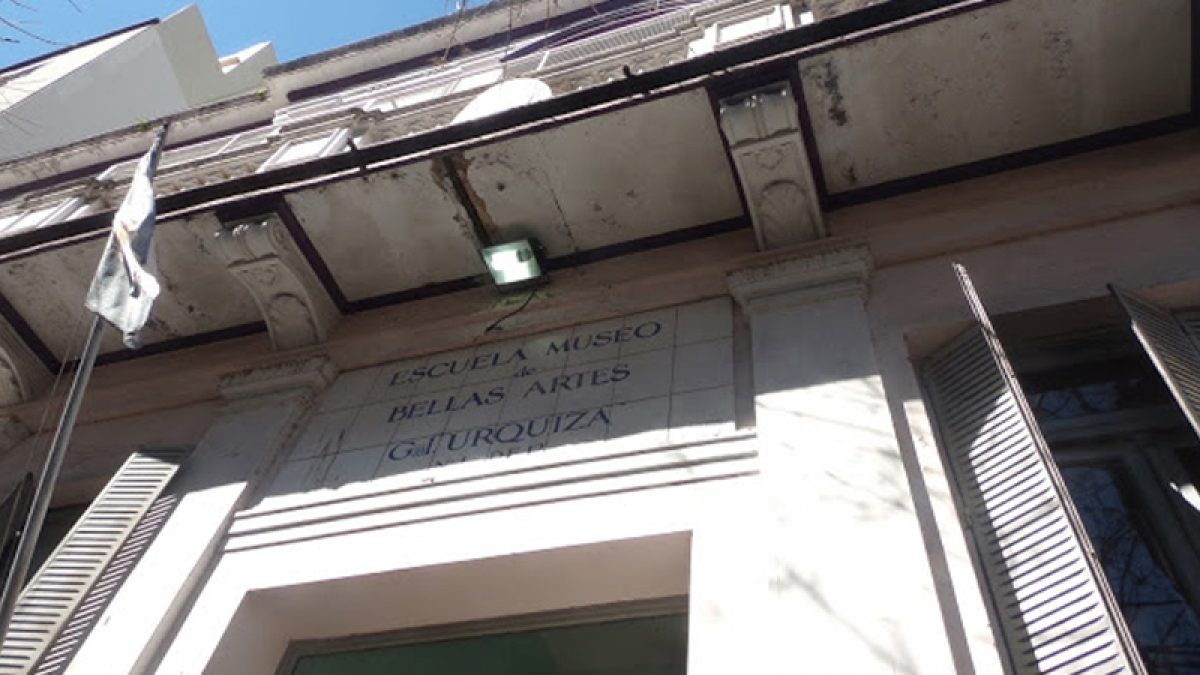 ESCUELA MUSEO
de
BELLAS ARTES
Gral URQUIZA